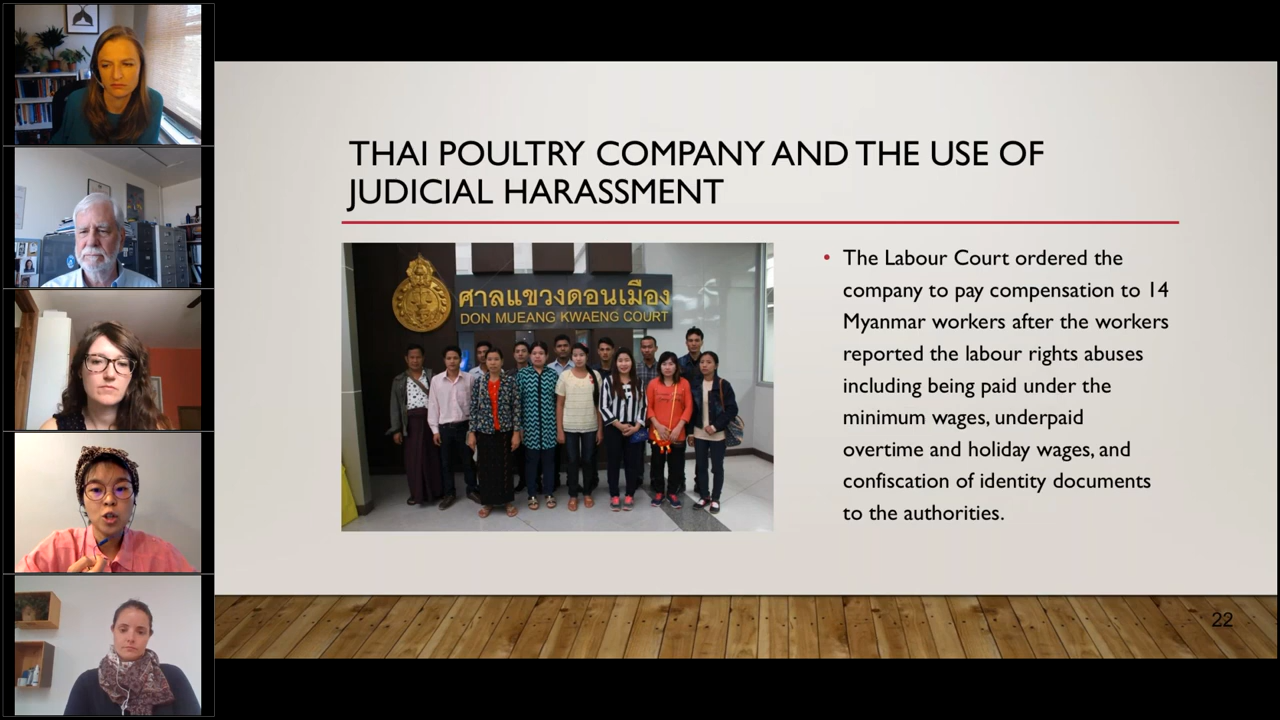 THAI POULTRY COMPANY AND THE USE OF
JUDICIAL HARASSMENT
ศาลแขวงดอนเมือง
DON MUEANG KWAENG COURT
• The Labour Court ordered the
company to pay compensation to 14
Myanmar workers after the workers
reported the labour rights abuses
including being paid under the
minimum wages, underpaid
overtime and holiday wages, and
confiscation of identity documents
to the authorities.
22